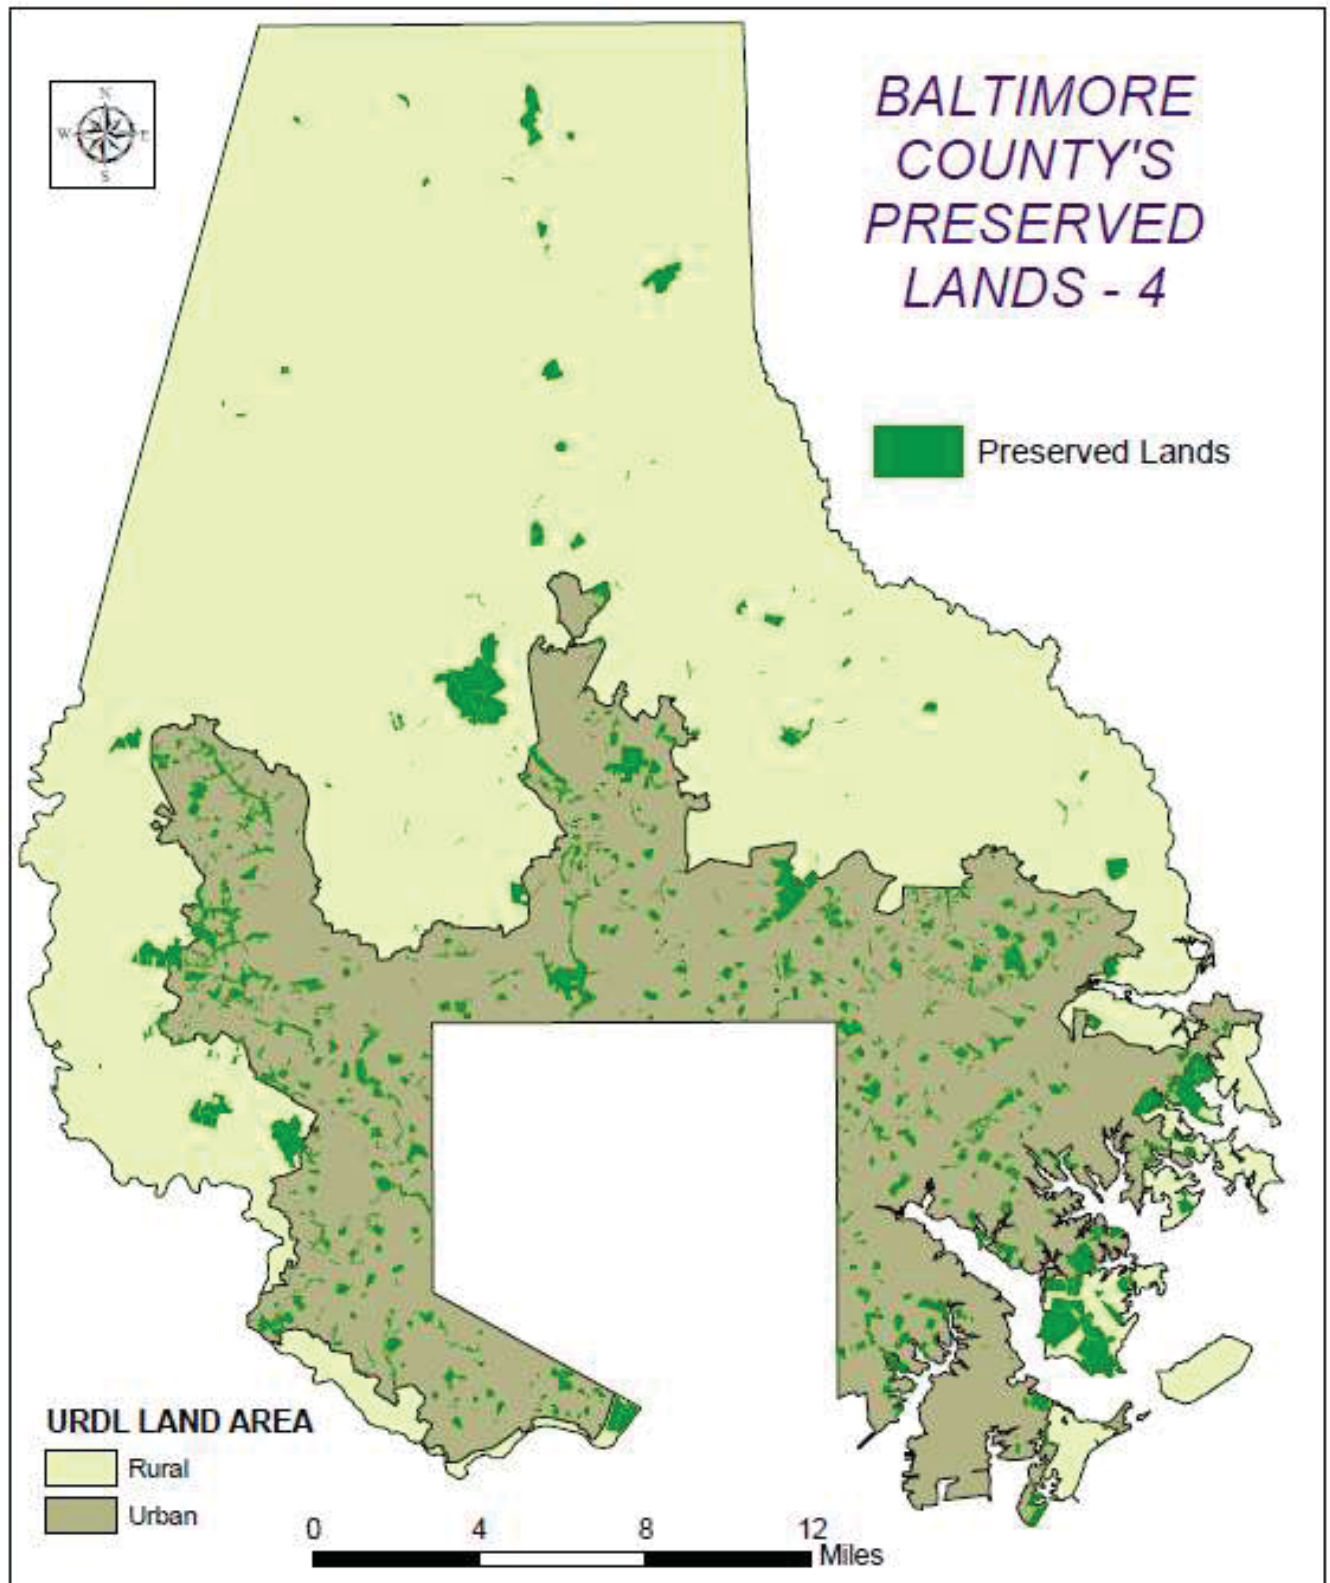 N
W E
S
BALTIMORE
COUNTY'S
PRESERVED
LANDS - 4
Preserved Lands
URDL LAND AREA
Rural
Urban
0 4 8 12
Miles